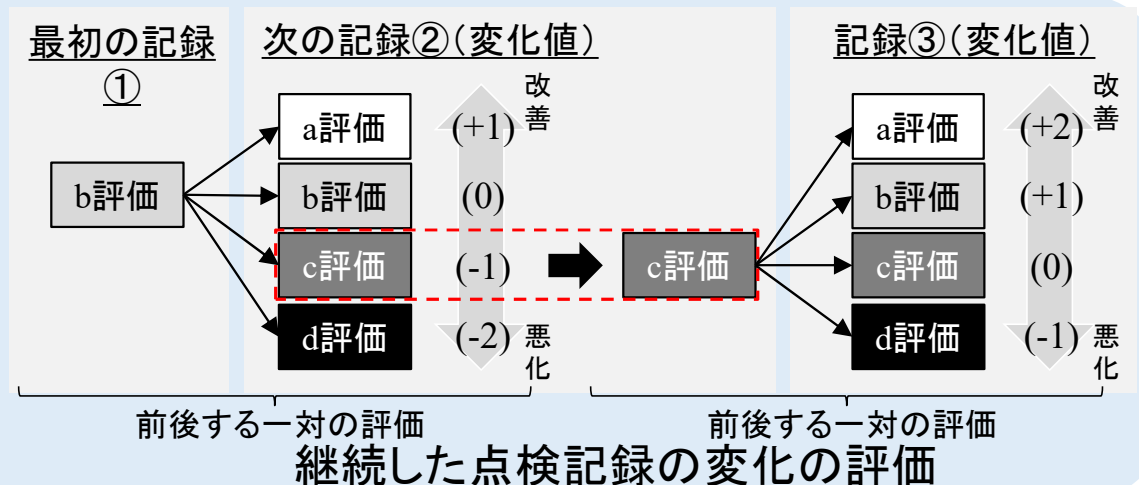 最初の記録
①
b評価
次の記録②(変化値)
改善
a評価 (+1)
b評価 (0)
c評価 (-1)
d評価 (-2)
悪化
c評価
記録③(変化値)
改善
a評価 (+2)
b評価 (+1)
c評価 (0)
d評価 (-1)
悪化
前後する一対の評価
前後する一対の評価
継続した点検記録の変化の評価